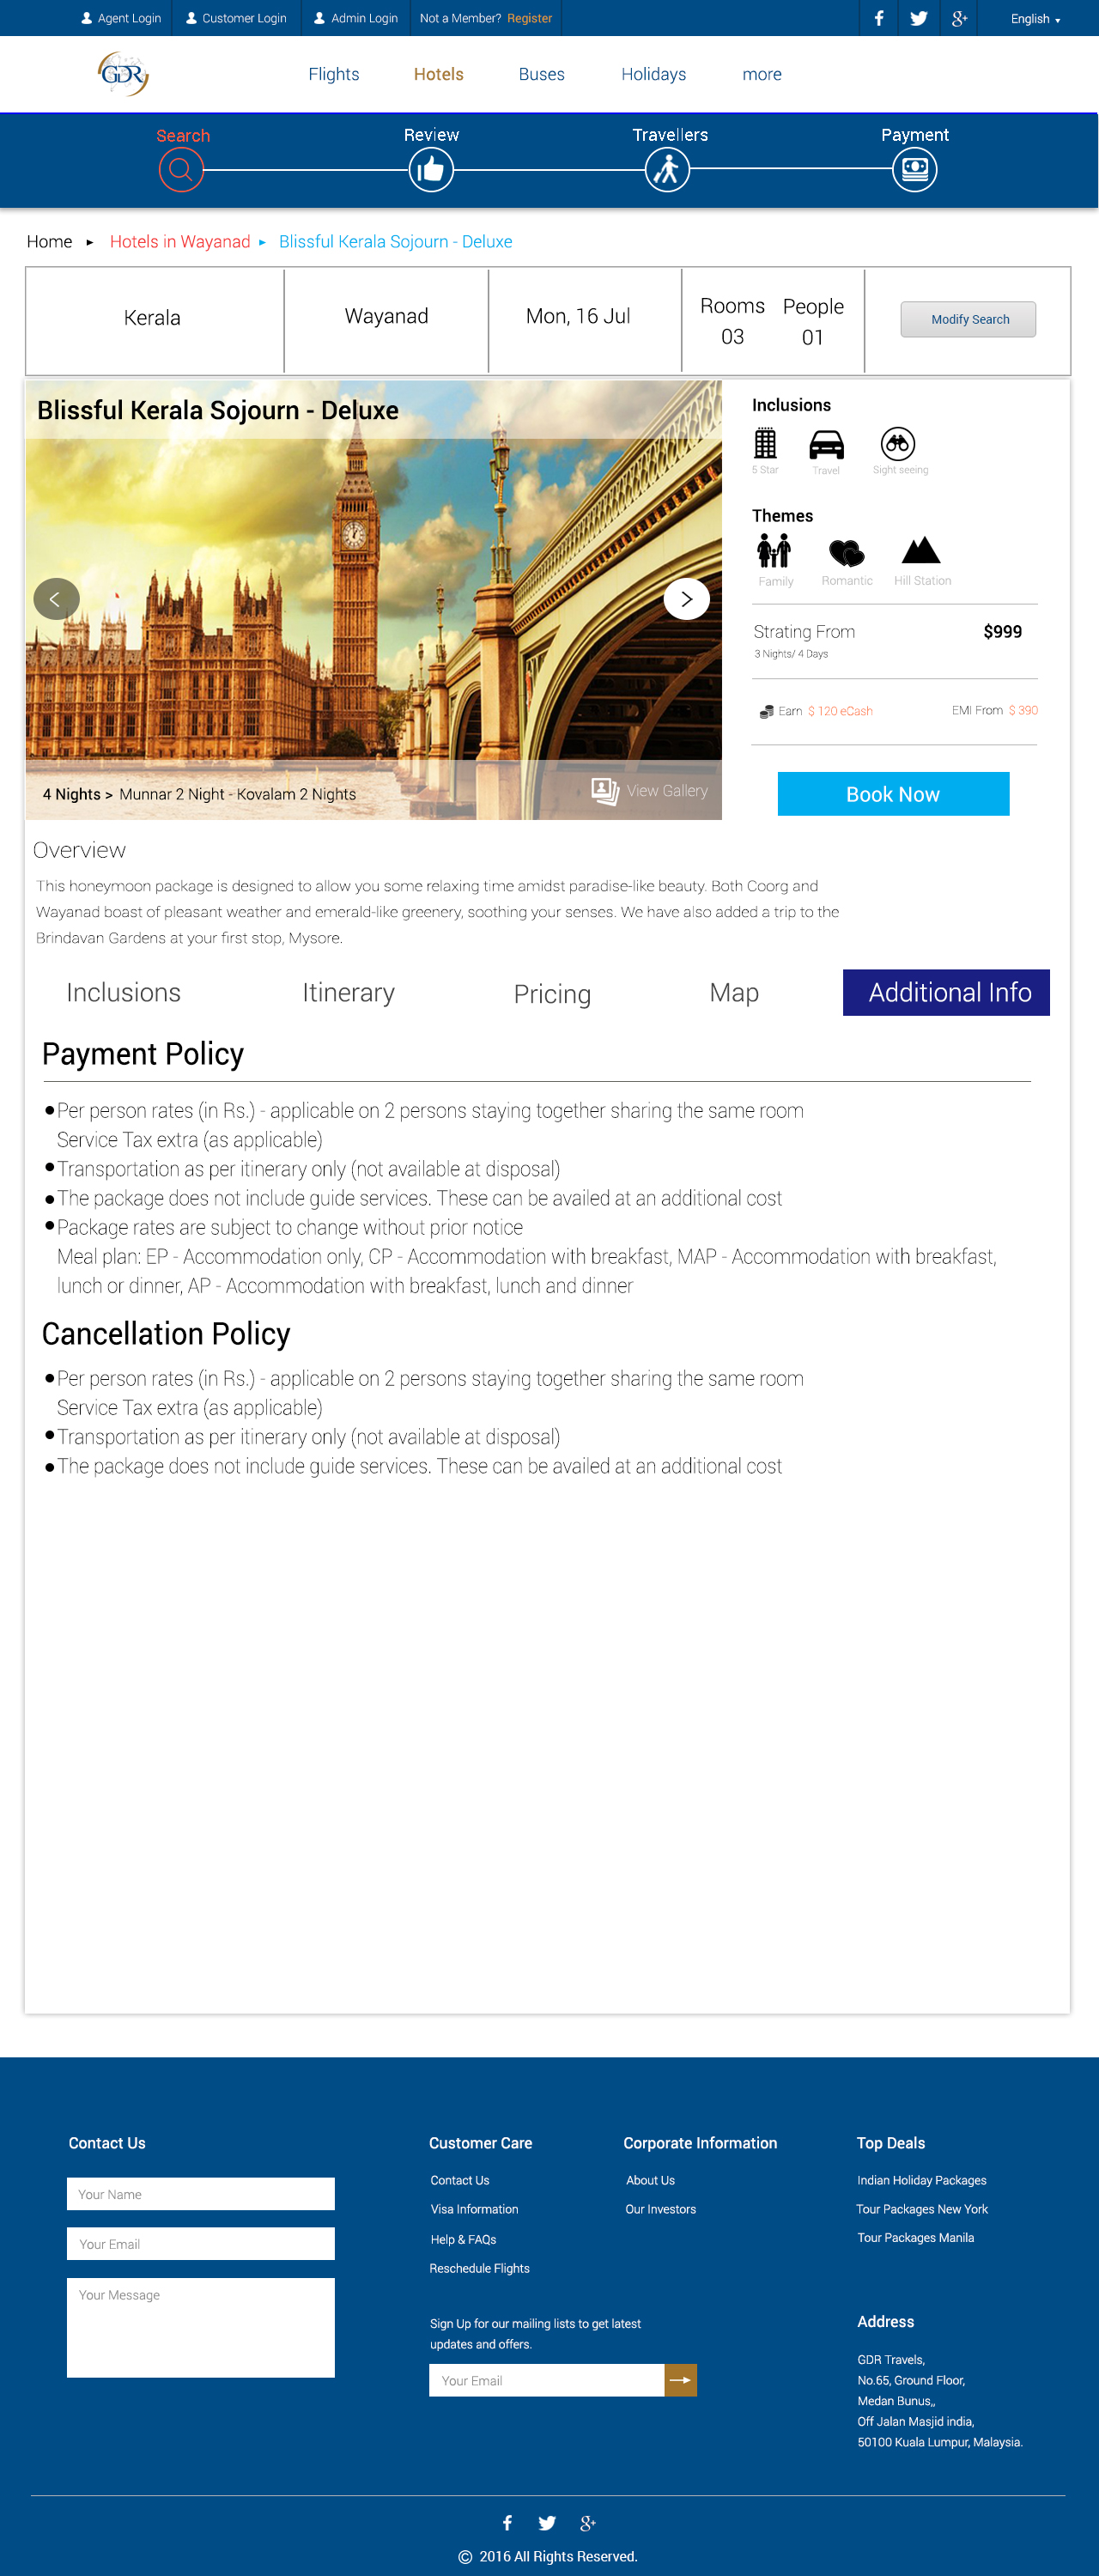 Agent Login Customer Login Admin Login Not a Member? Register English
GDR Flights Hotels Buses Holidays more
Search Review Travellers Payment
Home Hotels in Wayanad Blissful Kerala Sojourn - Deluxe
Kerala Wayanad Mon, 16 Jul Rooms People
03 01
Modify Search
Blissful Kerala Sojourn - Deluxe
4 Nights > Munnar 2 Night - Kovalam 2 Nights
View Gallery
Inclusions
5 Star Travel Sight seeing
Themes
Family Romantic Hill Station
Strating From $999
3 Nights/ 4 Days
Earn $ 120 eCash EMI From $ 390
Book Now
Overview
This honeymoon package is designed to allow you some relaxing time amidst paradise-like beauty. Both Coorg and
Wayanad boast of pleasant weather and emerald-like greenery, soothing your senses. We have also added a trip to the
Brindavan Gardens at your first stop, Mysore.
Inclusions Itinerary Pricing Map Additional Info
Payment Policy
Per person rates (in Rs.) - applicable on 2 persons staying together sharing the same room
Service Tax extra (as applicable)
Transportation as per itinerary only (not available at disposal)
The package does not include guide services. These can be availed at an additional cost
Package rates are subject to change without prior notice
Meal plan: EP - Accommodation only, CP - Accommodation with breakfast, MAP - Accommodation with breakfast,
lunch or dinner, AP - Accommodation with breakfast, lunch and dinner
Cancellation Policy
Per person rates (in Rs.) - applicable on 2 persons staying together sharing the same room
Service Tax extra (as applicable)
Transportation as per itinerary only (not available at disposal)
The package does not include guide services. These can be availed at an additional cost
Contact Us
Your Name
Your Email
Your Message
Customer Care
Contact Us
Visa Information
Help & FAQs
Reschedule Flights
Sign Up for our mailing lists to get latest
updates and offers.
Your Email
Corporate Information
About Us
Our Investors
Top Deals
Indian Holiday Packages
Tour Packages New York
Tour Packages Manila
Address
GDR Travels,
No.65, Ground Floor,
Medan Bunus,,
Off Jalan Masjid india,
50100 Kuala Lumpur, Malaysia.
© 2016 All Rights Reserved.